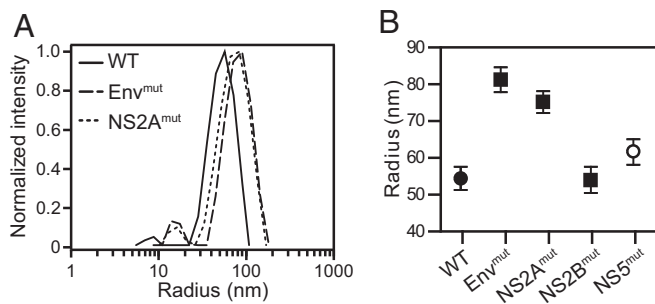 A
Normalized intensity
1.0
0.8
0.6
0.4
0.2
0
WT
Env^mut
NS2A^mut
1 10 100 1000
Radius (nm)
B
Radius (nm)
90
80
70
60
50
40
WT Env^mut NS2A^mut NS2B^mut NS5^mut